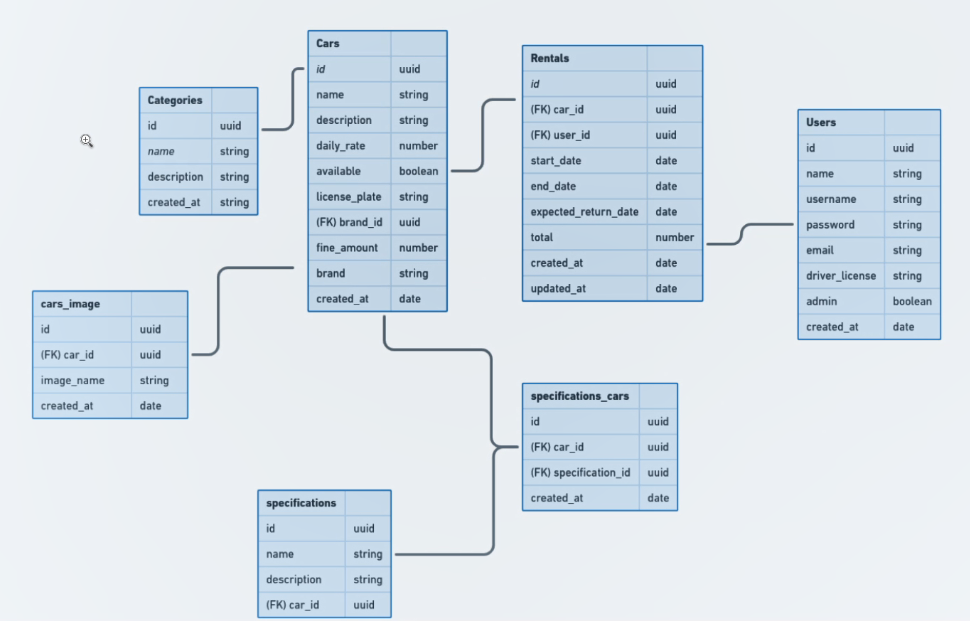 Categories
id uuid
name string
description string
created_at string
Cars
id uuid
name string
description string
daily_rate number
available boolean
license_plate string
(FK) brand_id uuid
fine_amount number
brand string
created_at date
Rentals
id uuid
(FK) car_id uuid
(FK) user_id uuid
start_date date
end_date date
expected_return_date date
total number
created_at date
updated_at date
Users
id uuid
name string
username string
password string
email string
driver_license string
admin boolean
created_at date
cars_image
id uuid
(FK) car_id uuid
image_name string
created_at date
specifications_cars
id uuid
(FK) car_id uuid
(FK) specification_id uuid
created_at date
specifications
id uuid
name string
description string
(FK) car_id uuid